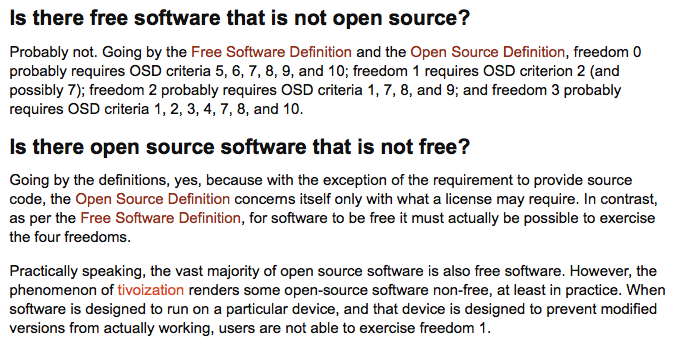 Is there free software that is not open source?
Probably not. Going by the Free Software Definition and the Open Source Definition, freedom 0
probably requires OSD criteria 5, 6, 7, 8, 9, and 10; freedom 1 requires OSD criterion 2 (and
possibly 7); freedom 2 probably requires OSD criteria 1, 7, 8, and 9; and freedom 3 probably
requires OSD criteria 1, 2, 3, 4, 7, 8, and 10.
Is there open source software that is not free?
Going by the definitions, yes, because with the exception of the requirement to provide source
code, the Open Source Definition concerns itself only with what a license may require. In contrast,
as per the Free Software Definition, for software to be free it must actually be possible to exercise
the four freedoms.
Practically speaking, the vast majority of open source software is also free software. However, the
phenomenon of tivoization renders some open-source software non-free, at least in practice. When
software is designed to run on a particular device, and that device is designed to prevent modified
versions from actually working, users are not able to exercise freedom 1.